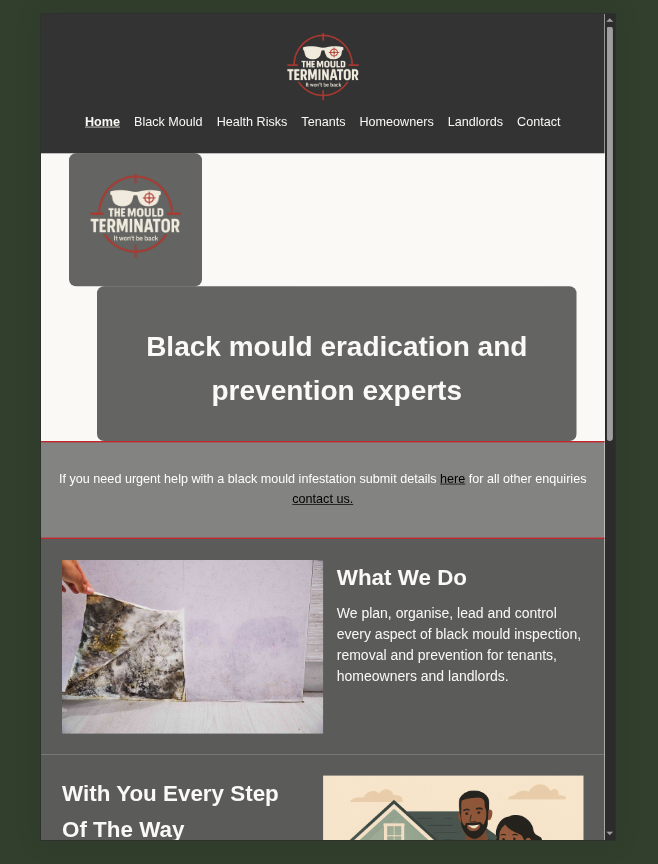 THE MOULD
TERMINATOR
It won't be back
Home Black Mould Health Risks Tenants Homeowners Landlords Contact
THE MOULD
TERMINATOR
It won't be back
Black mould eradication and
prevention experts
If you need urgent help with a black mould infestation submit details here for all other enquiries
contact us.
What We Do
We plan, organise, lead and control
every aspect of black mould inspection,
removal and prevention for tenants,
homeowners and landlords.
With You Every Step
Of The Way